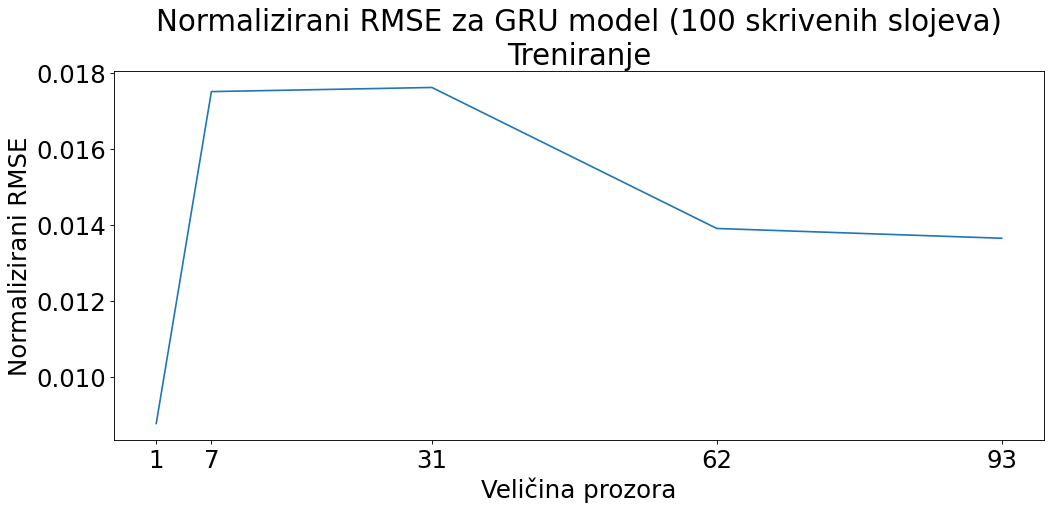 Normalizirani RMSE za GRU model (100 skrivenih slojeva)
Treniranje
Normalizirani RMSE
0.018
0.016
0.014
0.012
0.010
1 7 31 62 93
Veličina prozora